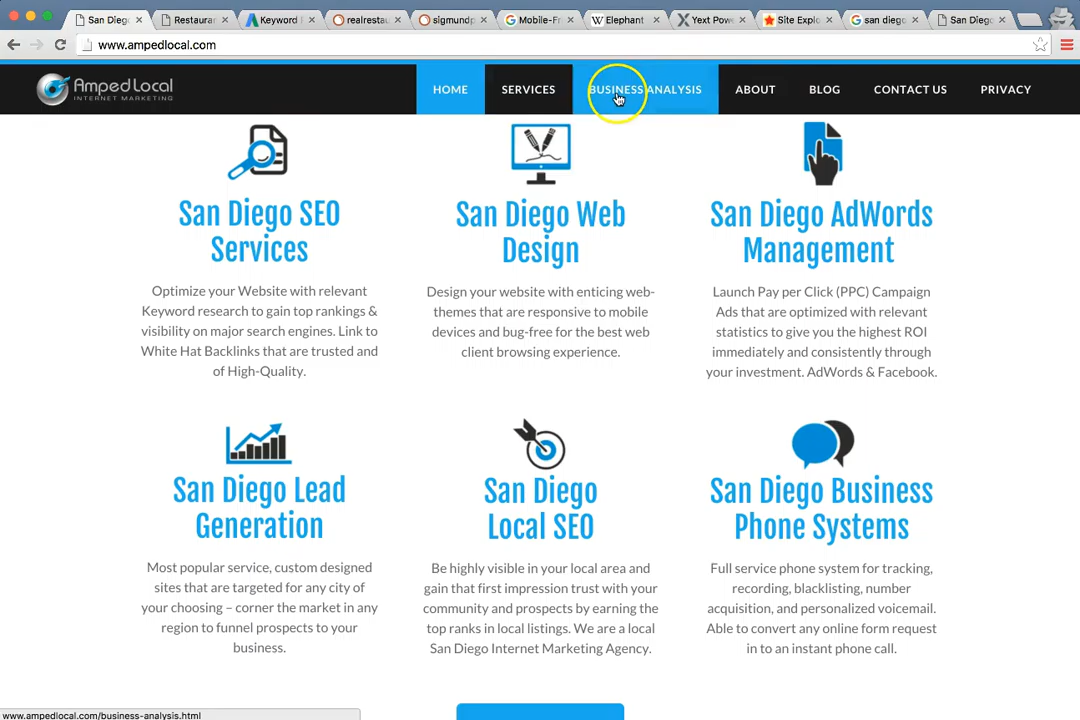 San Diego
Restaurar
Keyword
realrestau
sigmundp
Mobile-Fr
Elephant
Yext Pow
Site Explo
san diego
San Diego
www.ampedlocal.com
Amped Local
INTERNET MARKETING
HOME
SERVICES
BUSINESS ANALYSIS
ABOUT
BLOG
CONTACT US
PRIVACY
San Diego SEO
Services
Optimize your Website with relevant
Keyword research to gain top rankings &
visibility on major search engines. Link to
White Hat Backlinks that are trusted and
of High-Quality.
San Diego Web
Design
Design your website with enticing web-
themes that are responsive to mobile
devices and bug-free for the best web
client browsing experience.
San Diego AdWords
Management
Launch Pay per Click (PPC) Campaign
Ads that are optimized with relevant
statistics to give you the highest ROI
immediately and consistently through
your investment. AdWords & Facebook.
San Diego Lead
Generation
Most popular service, custom designed
sites that are targeted for any city of
your choosing – corner the market in any
region to funnel prospects to your
business.
San Diego
Local SEO
Be highly visible in your local area and
gain that first impression trust with your
community and prospects by earning the
top ranks in local listings. We are a local
San Diego Internet Marketing Agency.
San Diego Business
Phone Systems
Full service phone system for tracking,
recording, blacklisting, number
acquisition, and personalized voicemail.
Able to convert any online form request
in to an instant phone call.
www.ampedlocal.com/business-analysis.html